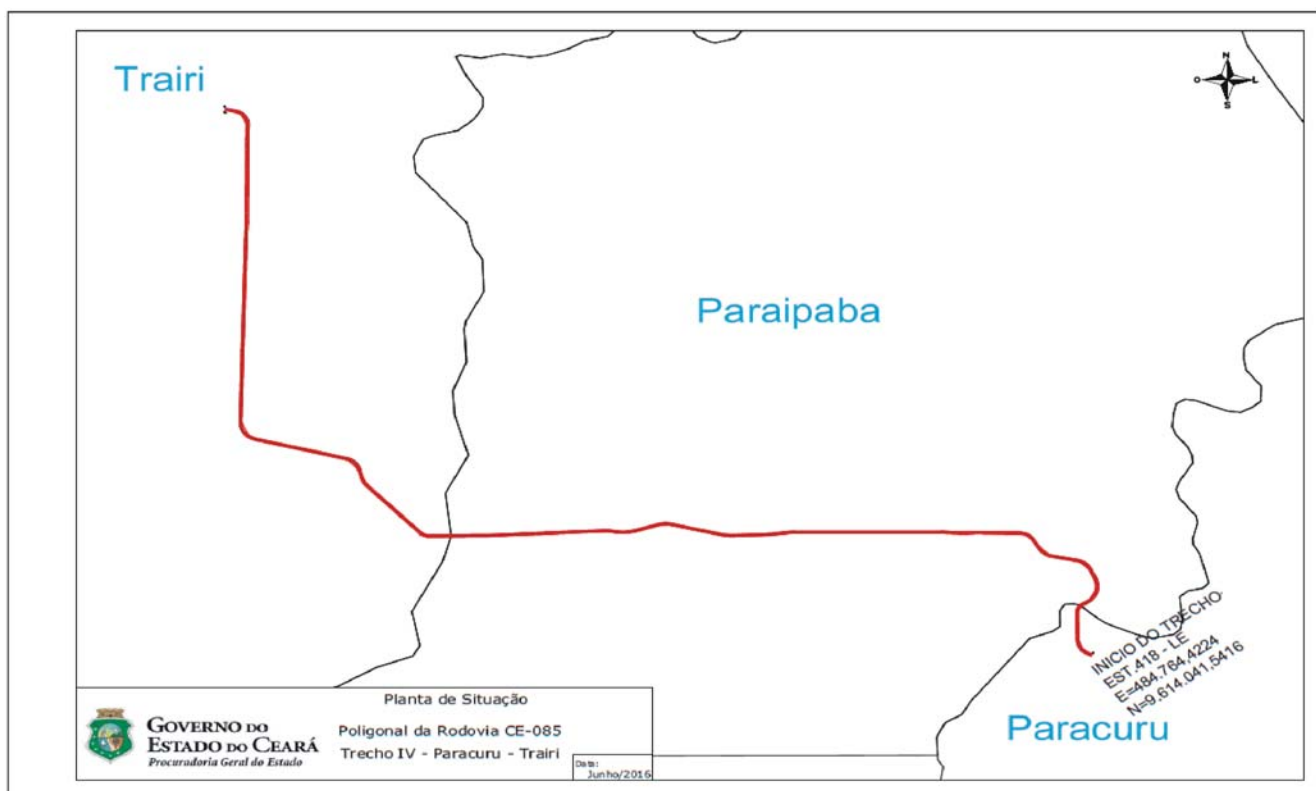 Trairi
N
O
L
S
Paraipaba
INICIO DO TRECHO
EST.418 - LE
E=484,764,4224
N=9,614,041,5416
Paracuru
Planta de Situação
GOVERNO DO
ESTADO DO CEARÁ
Procuradoria Geral do Estado
Poligonal da Rodovia CE-085
Trecho IV - Paracuru - Trairi
Data:
Junho/2016